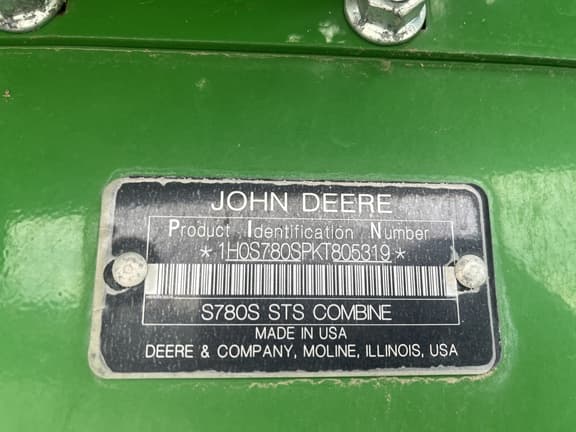 JOHN DEERE
Product Identification Number
*1H0S780SPKT805319*
S780S STS COMBINE
MADE IN USA
DEERE & COMPANY, MOLINE, ILLINOIS, USA